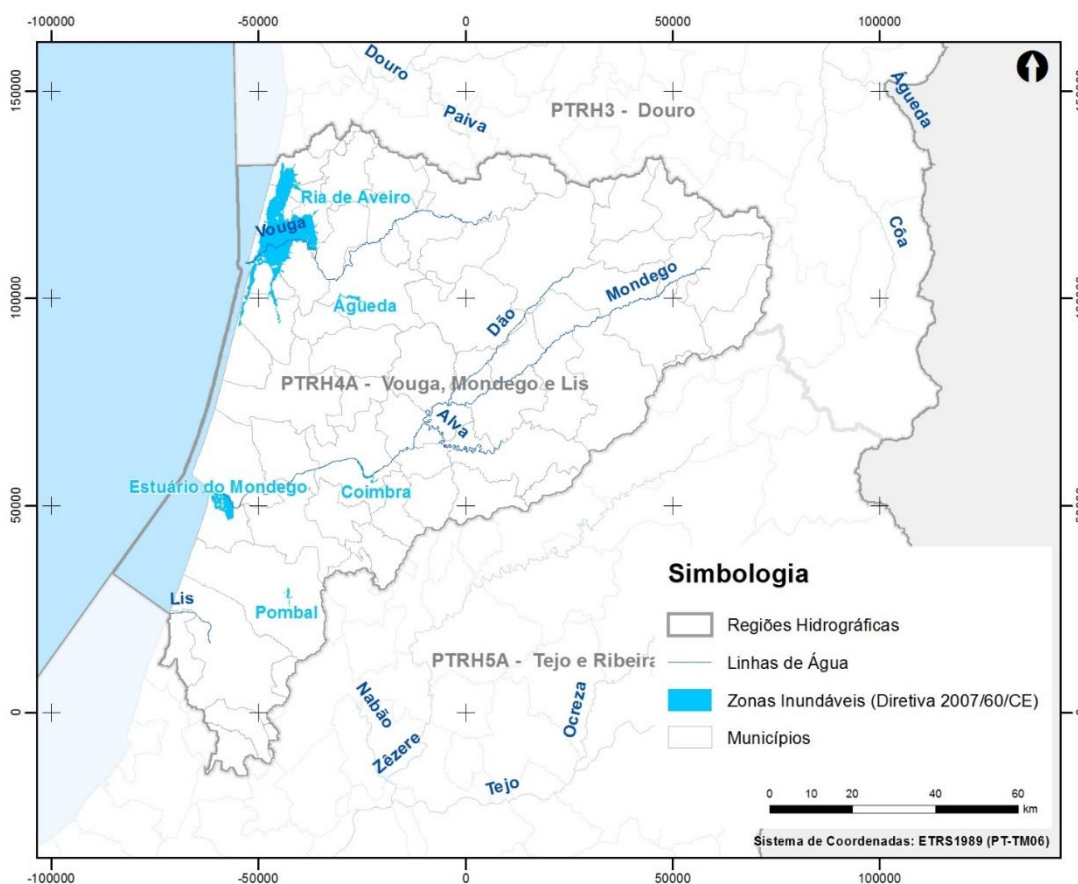 -100000 -50000 0 50000 100000
150000
100000
50000
0
Douro
Paiva
PTRH3 - Douro
Águeda
Côa
Ria de Aveiro
Vouga
Águeda
Mondego
Dão
PTRH4A - Vouga, Mondego e Lis
Alva
Estuário do Mondego
Coimbra
Lis
Pombal
PTRH5A - Tejo e Ribeira
Nabão
Zêzere
Ocreza
Tejo
Simbologia
Regiões Hidrográficas
Linhas de Água
Zonas Inundáveis (Diretiva 2007/60/CE)
Municípios
0 10 20 40 60
km
Sistema de Coordenadas: ETRS1989 (PT-TM06)
-100000 -50000 0 50000 100000